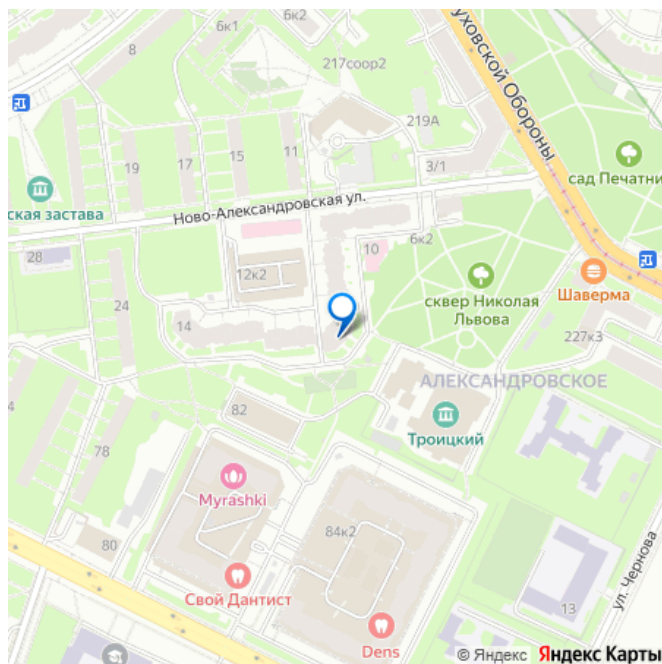 6к1
6к2
8
217соор2
уховской Обороны
219А
19
17
15
11
3/1
сад Печатни
ская застава
Ново-Александровская ул.
28
12к2
10
6к2
24
сквер Николая
Львова
Шаверма
14
227к3
АЛЕКСАНДРОВСКОЕ
4
82
Троицкий
78
Myrashki
80
84к2
Свой Дантист
ул. Чернова
13
Dens
© Яндекс Яндекс Карты